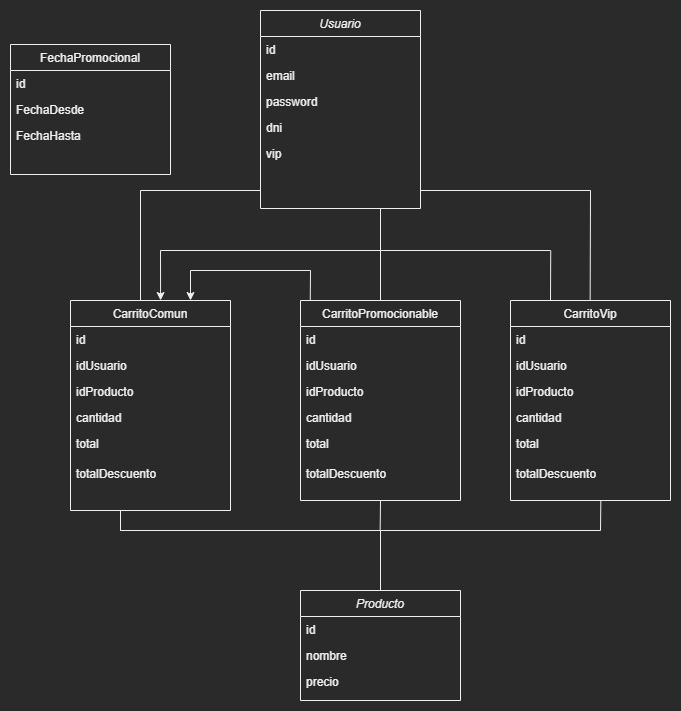 Usuario
id
email
password
dni
vip
FechaPromocional
id
FechaDesde
FechaHasta
CarritoComun
id
idUsuario
idProducto
cantidad
total
totalDescuento
CarritoPromocionable
id
idUsuario
idProducto
cantidad
total
totalDescuento
CarritoVip
id
idUsuario
idProducto
cantidad
total
totalDescuento
Producto
id
nombre
precio